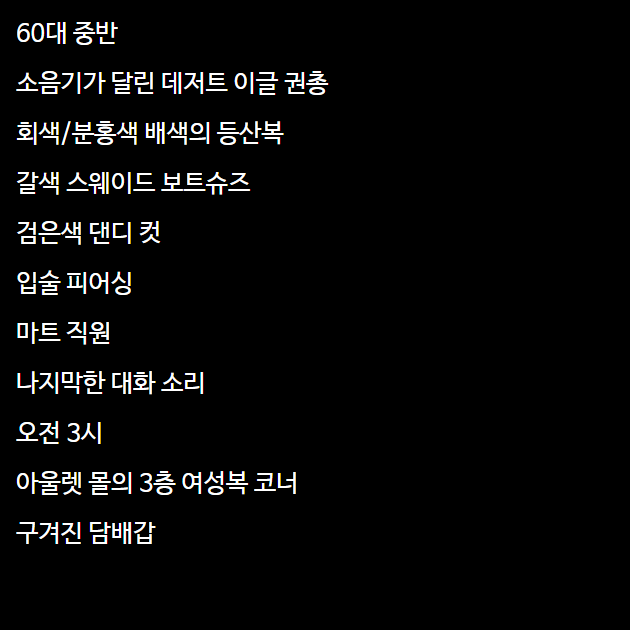 60대 중반
소음기가 달린 데저트 이글 권총
회색/분홍색 배색의 등산복
갈색 스웨이드 보트슈즈
검은색 댄디 컷
입술 피어싱
마트 직원
나지막한 대화 소리
오전 3시
아울렛 몰의 3층 여성복 코너
구겨진 담배갑